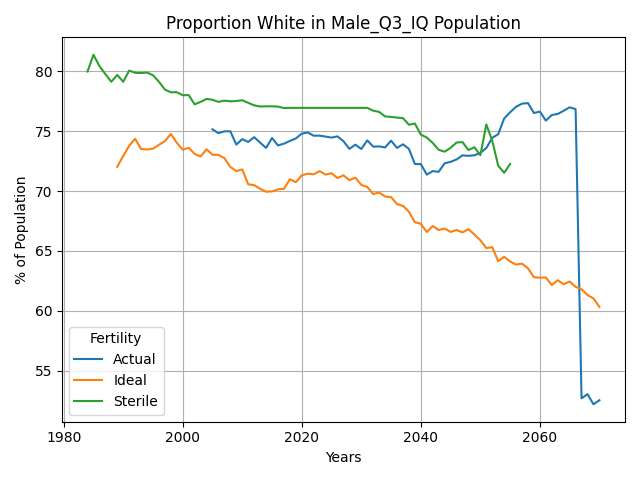 Proportion White in Male_Q3_IQ Population
% of Population
80
75
70
65
60
55
Fertility
Actual
Ideal
Sterile
1980
2000
2020
2040
2060
Years